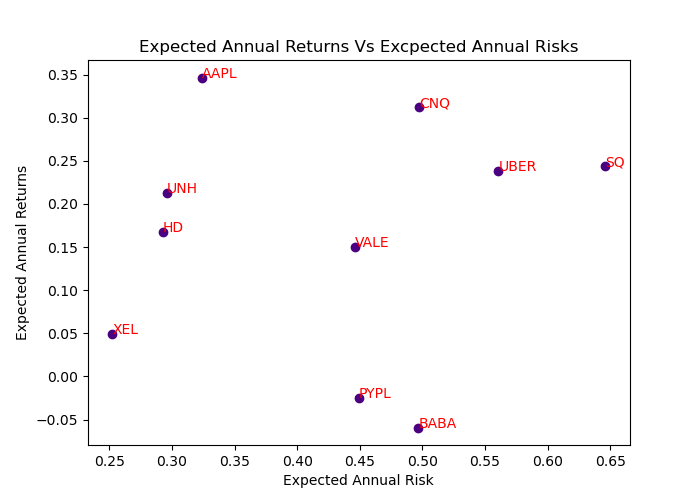 Expected Annual Returns Vs Excpected Annual Risks
0.35
0.30
0.25
0.20
0.15
0.10
0.05
0.00
−0.05
Expected Annual Returns
AAPL
CNQ
SQ
UBER
UNH
HD
VALE
XEL
PYPL
BABA
0.25 0.30 0.35 0.40 0.45 0.50 0.55 0.60 0.65
Expected Annual Risk